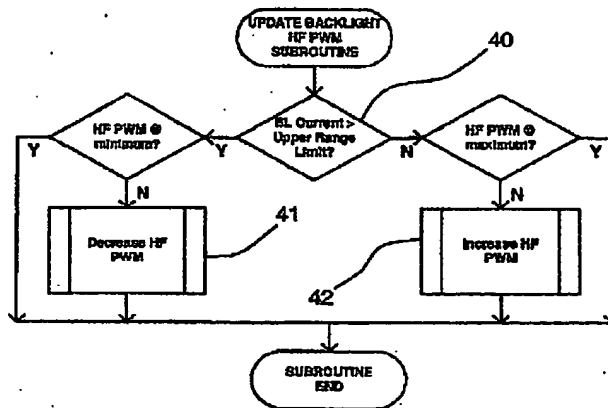 UPDATE BACKLIGHT
HF PWM
SUBROUTINE
40
HF PWM @
minimum?
BL Current >
Upper Range
Limit?
HF PWM @
maximum?
Y
Y
N
Y
N
N
Decrease HF
PWM
41
Increase HF
PWM
42
SUBROUTINE
END